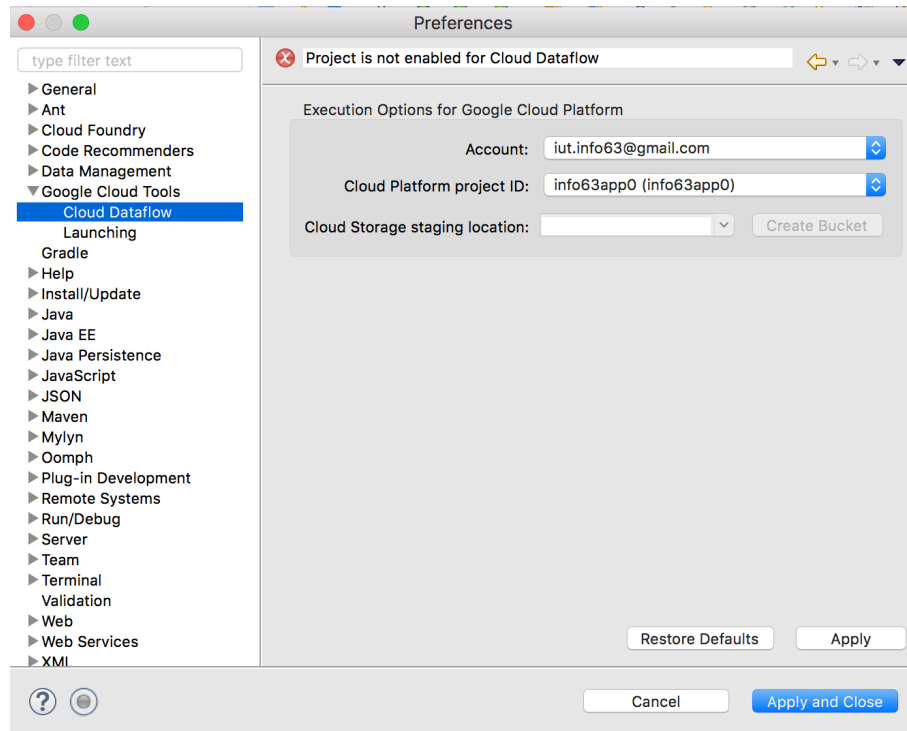 Preferences
type filter text
Project is not enabled for Cloud Dataflow
General
Ant
Cloud Foundry
Code Recommenders
Data Management
Google Cloud Tools
Cloud Dataflow
Launching
Gradle
Help
Install/Update
Java
Java EE
Java Persistence
JavaScript
JSON
Maven
Mylyn
Oomph
Plug-in Development
Remote Systems
Run/Debug
Server
Team
Terminal
Validation
Web
Web Services
XML
Execution Options for Google Cloud Platform
Account: iut.info63@gmail.com
Cloud Platform project ID: info63app0 (info63app0)
Cloud Storage staging location: Create Bucket
Restore Defaults Apply
? Cancel Apply and Close